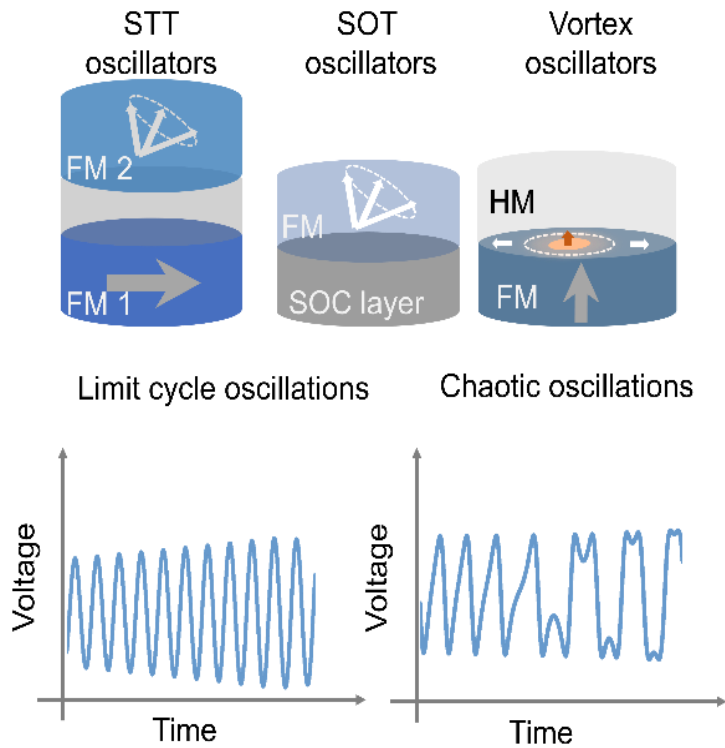 STT
oscillators
SOT
oscillators
Vortex
oscillators
FM 2
FM 1
FM
SOC layer
HM
FM
Limit cycle oscillations
Chaotic oscillations
Voltage
Time
Voltage
Time